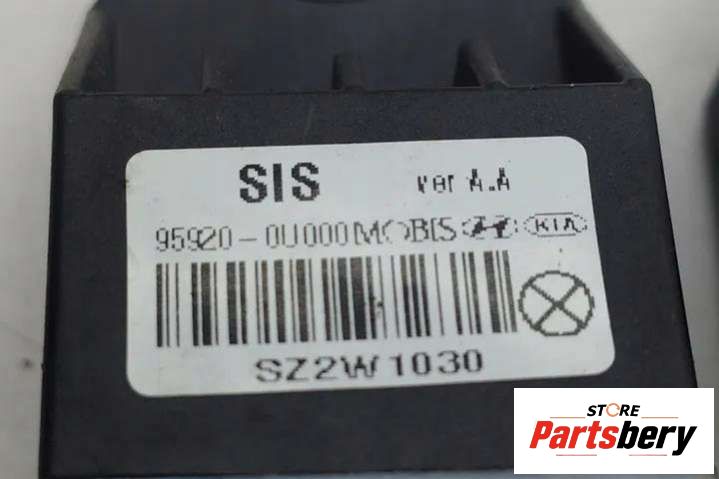 SIS ver A.A
95920-0U000 MOBIS KIA
SZ2W1030
STORE
Partsbery